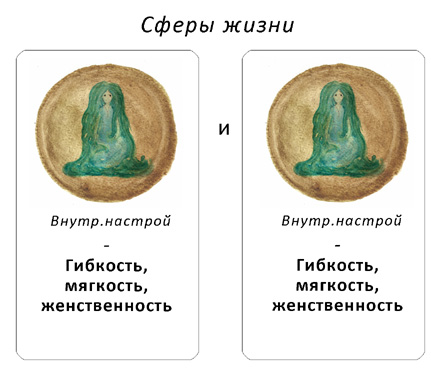 Сферы жизни
Внутр.настрой
-
Гибкость,
мягкость,
женственность
и
Внутр.настрой
-
Гибкость,
мягкость,
женственность